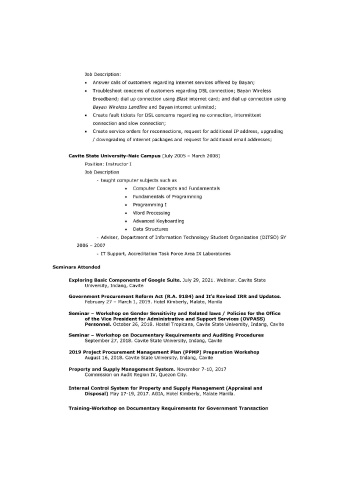 Job Description:
• Answer calls of customers regarding internet services offered by Bayan;
• Troubleshoot concerns of customers regarding DSL connection; Bayan Wireless
Broadband; dial up connection using Blast internet card; and dial up connection using
Bayan Wireless Landline and Bayan internet unlimited;
• Create fault tickets for DSL concerns regarding no connection, intermittent
connection and slow connection;
• Create service orders for reconnections, request for additional IP address, upgrading
/ downgrading of internet packages and request for additional email addresses;
Cavite State University-Naic Campus (July 2005 – March 2008)
Position: Instructor I
Job Description
- taught computer subjects such as
• Computer Concepts and Fundamentals
• Fundamentals of Programming
• Programming I
• Word Processing
• Advanced Keyboarding
• Data Structures
- Adviser, Department of Information Technology Student Organization (DITSO) SY
2006 – 2007
- IT Support, Accreditation Task Force Area IX Laboratories
Seminars Attended
Exploring Basic Components of Google Suite. July 29, 2021. Webinar. Cavite State
University, Indang, Cavite
Government Procurement Reform Act (R.A. 9184) and It's Revised IRR and Updates.
February 27 – March 1, 2019. Hotel Kimberly, Malate, Manila
Seminar – Workshop on Gender Sensitivity and Related laws / Policies for the Office
of the Vice President for Administrative and Support Services (OVPASS)
Personnel. October 26, 2018. Hostel Tropicana, Cavite State University, Indang, Cavite
Seminar – Workshop on Documentary Requirements and Auditing Procedures
September 27, 2018. Cavite State University, Indang, Cavite
2019 Project Procurement Management Plan (PPMP) Preparation Workshop
August 16, 2018. Cavite State University, Indang, Cavite
Property and Supply Management System. November 7-10, 2017
Commission on Audit Region IV, Quezon City.
Internal Control System for Property and Supply Management (Appraisal and
Disposal) May 17-19, 2017. AGIA, Hotel Kimberly, Malate Manila.
Training-Workshop on Documentary Requirements for Government Transaction